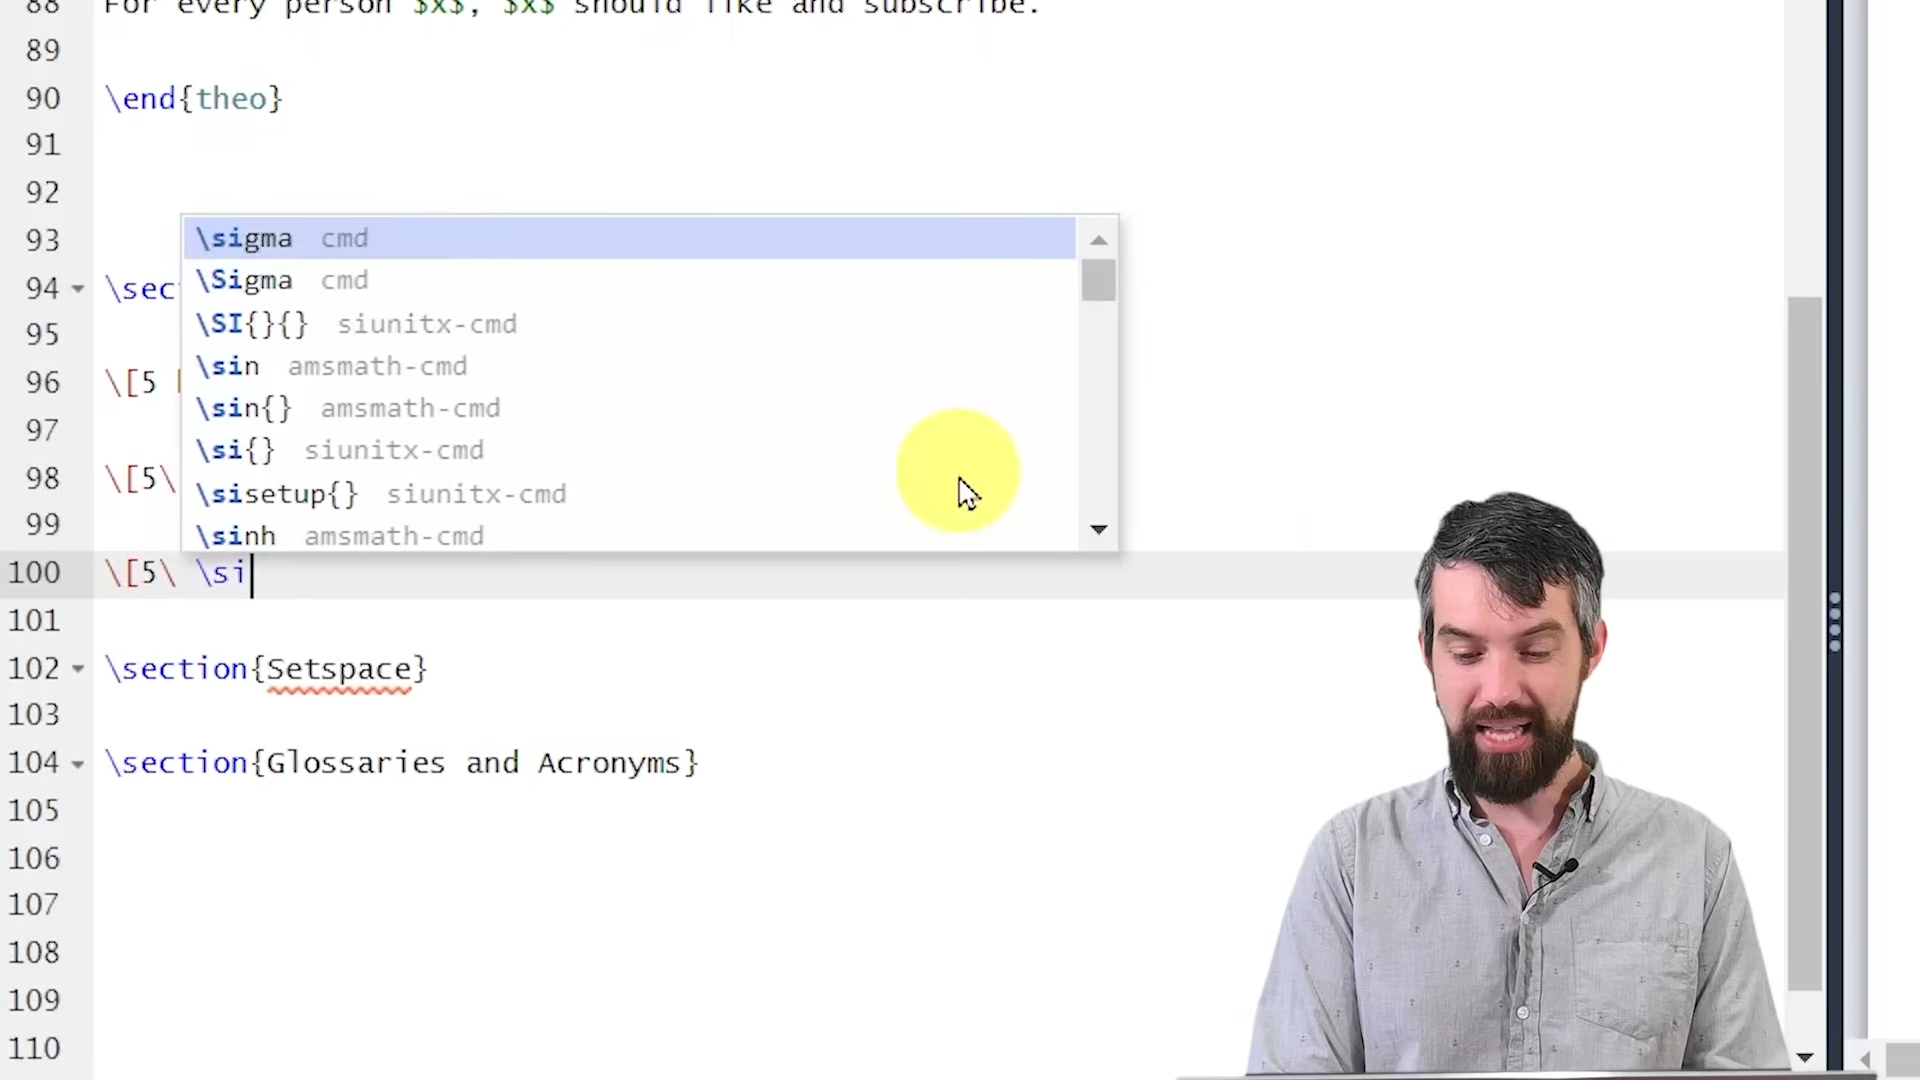 88 For every person $x$, $x$ should like and subscribe.
89
90 \end{theo}
91
92
93
94 \sec
95
96 \[5
97
98 \[5\
99
\sigma cmd
\Sigma cmd
\SI{}{} siunitx-cmd
\sin amsmath-cmd
\sin{} amsmath-cmd
\si{} siunitx-cmd
\sisetup{} siunitx-cmd
\sinh amsmath-cmd
100 \[5\ \si
101
102 \section{Setspace}
103
104 \section{Glossaries and Acronyms}
105
106
107
108
109
110